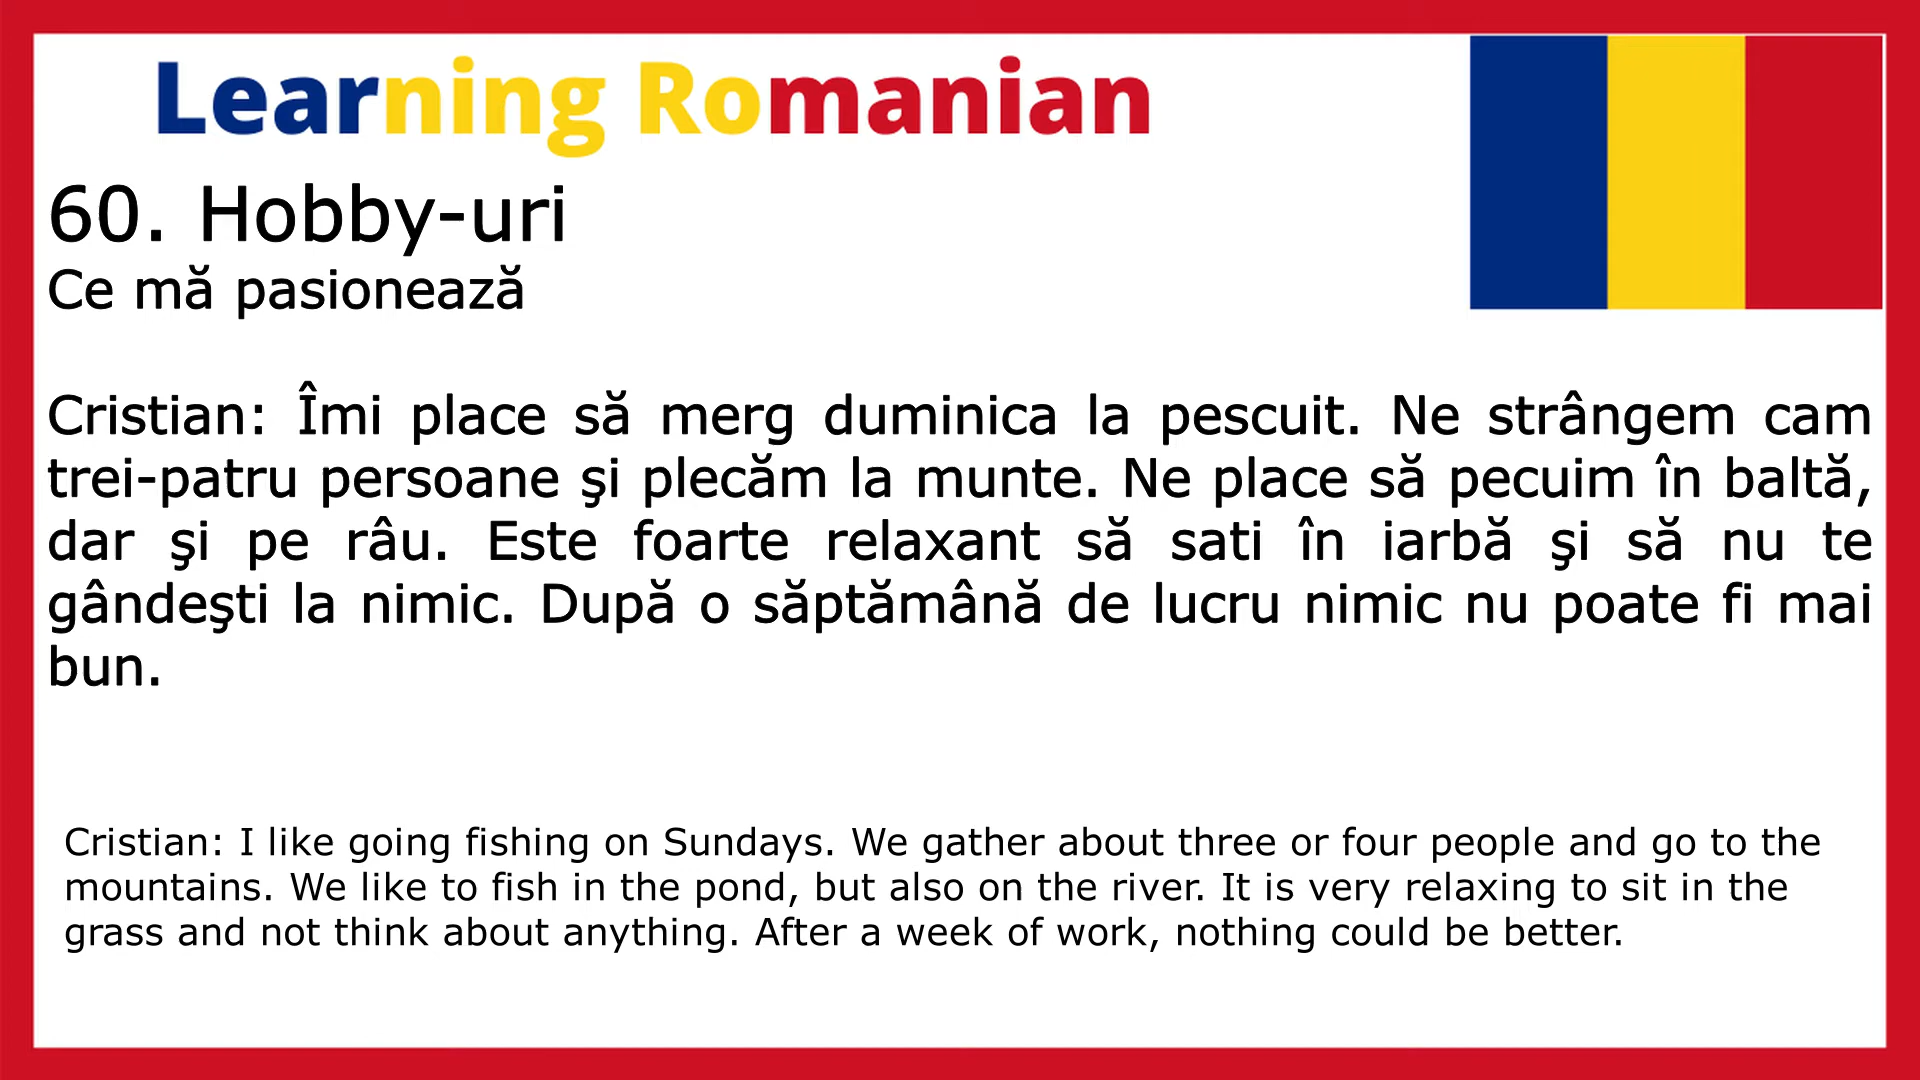 Learning Romanian
60. Hobby-uri
Ce mă pasionează
Cristian: Îmi place să merg duminica la pescuit. Ne strângem cam
trei-patru persoane şi plecăm la munte. Ne place să pecuim în baltă,
dar şi pe râu. Este foarte relaxant să sati în iarbă şi să nu te
gândeşti la nimic. După o săptămână de lucru nimic nu poate fi mai
bun.
Cristian: I like going fishing on Sundays. We gather about three or four people and go to the
mountains. We like to fish in the pond, but also on the river. It is very relaxing to sit in the
grass and not think about anything. After a week of work, nothing could be better.